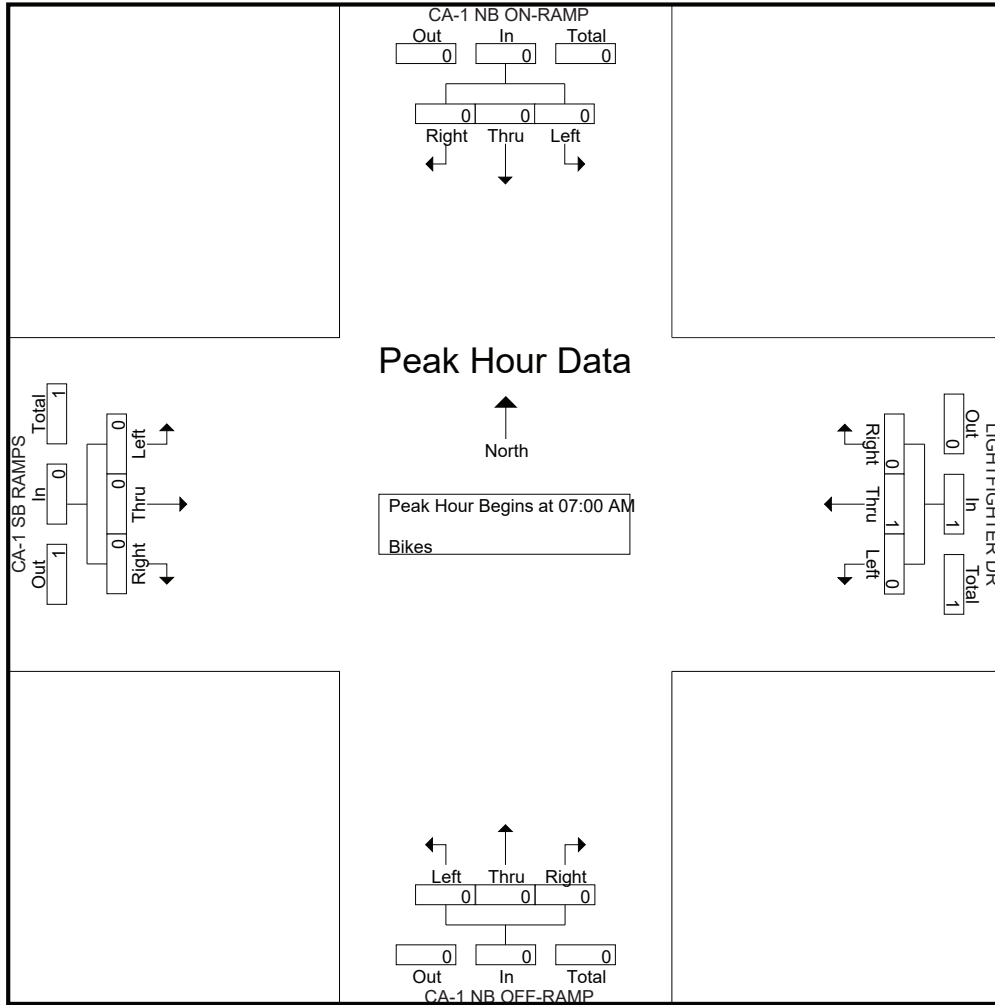 CA-1 NB ON-RAMP
Out In Total
0 0 0
0 0 0
Right Thru Left
Peak Hour Data
North
Peak Hour Begins at 07:00 AM
Bikes
CA-1 SB RAMPS
Out In Total
1 0 1
0 0 0
Right Thru Left
LIGHTFIGHTER DR
Out In Total
0 1 1
0 1 0
Right Thru Left
Left Thru Right
0 0 0
0 0 0
Out In Total
CA-1 NB OFF-RAMP